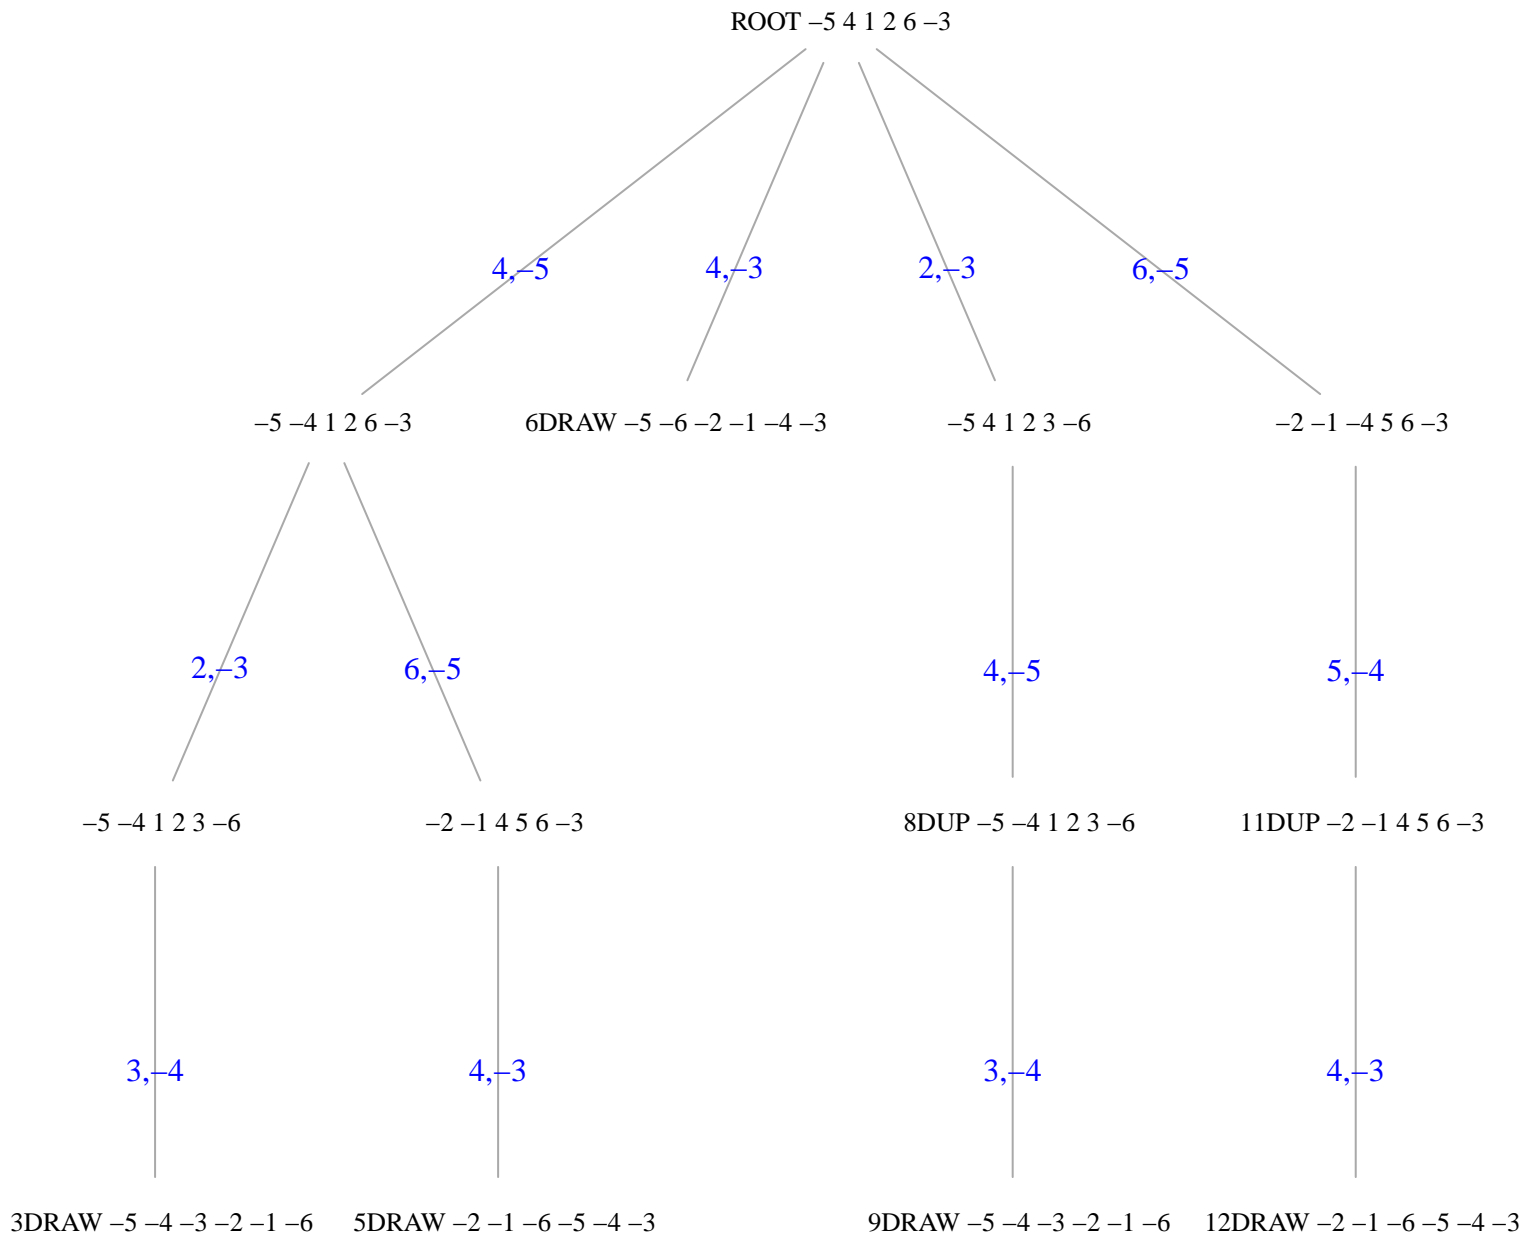 ROOT –5 4 1 2 6 –3
4,–5
4,–3
2,–3
6,–5
–5 –4 1 2 6 –3
6DRAW –5 –6 –2 –1 –4 –3
–5 4 1 2 3 –6
–2 –1 –4 5 6 –3
2,–3
6,–5
4,–5
5,–4
–5 –4 1 2 3 –6
–2 –1 4 5 6 –3
8DUP –5 –4 1 2 3 –6
11DUP –2 –1 4 5 6 –3
3,–4
4,–3
3,–4
4,–3
3DRAW –5 –4 –3 –2 –1 –6
5DRAW –2 –1 –6 –5 –4 –3
9DRAW –5 –4 –3 –2 –1 –6
12DRAW –2 –1 –6 –5 –4 –3